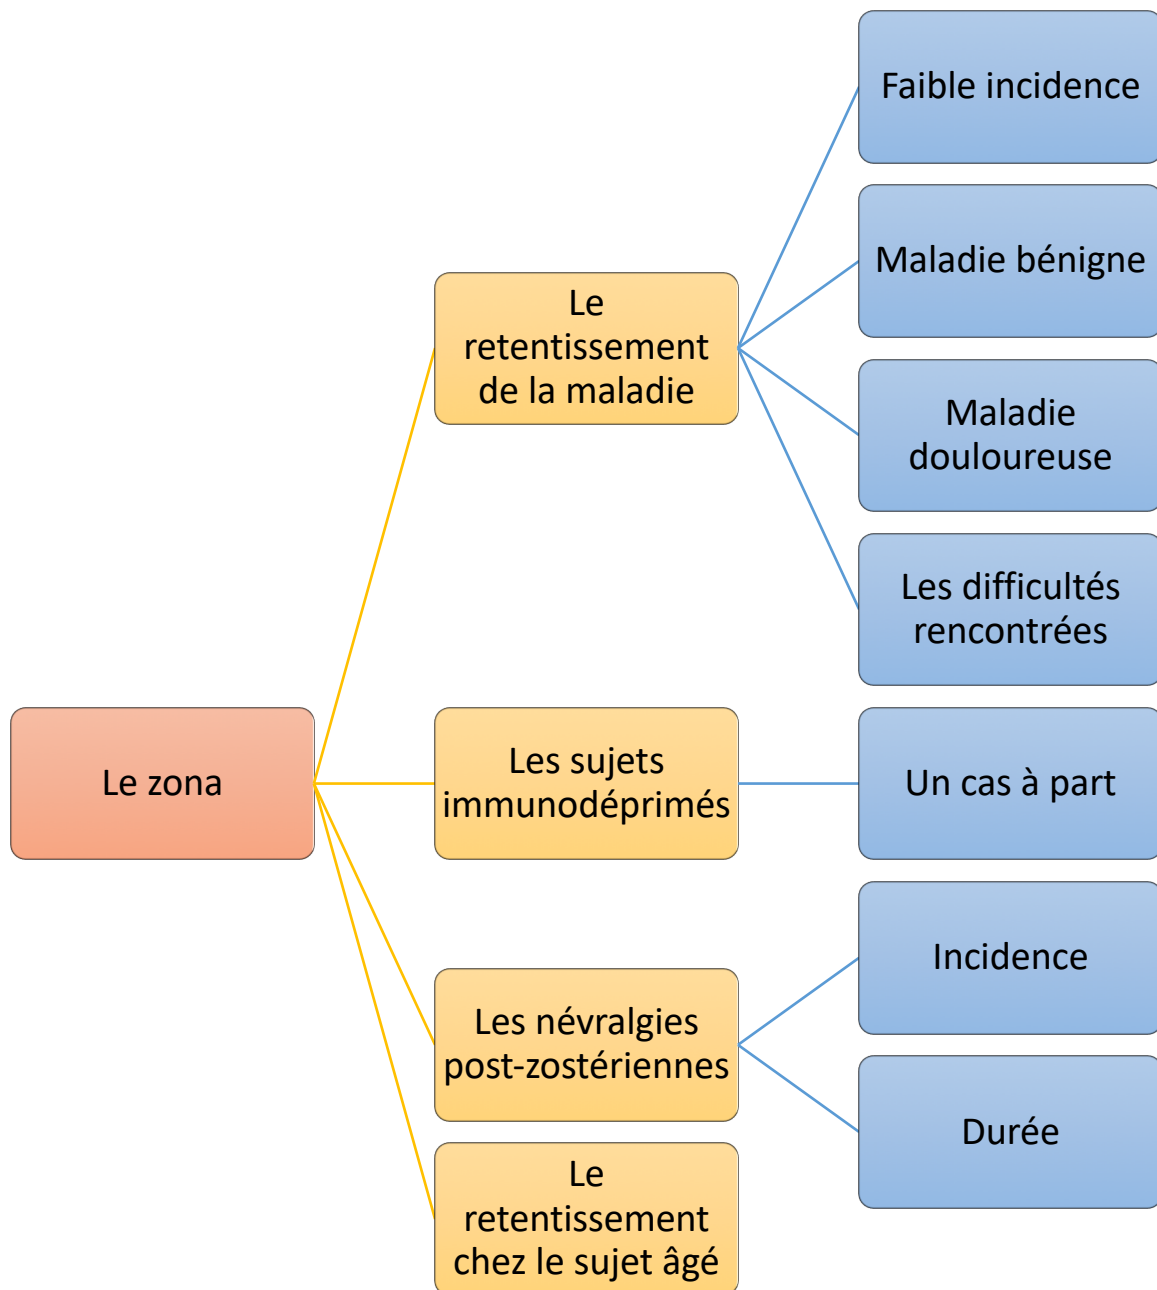 Faible incidence
Maladie bénigne
Le
retentissement
de la maladie
Maladie
douloureuse
Les difficultés
rencontrées
Le zona
Les sujets
immunodéprimés
Un cas à part
Incidence
Les névralgies
post-zostériennes
Durée
Le
retentissement
chez le sujet âgé